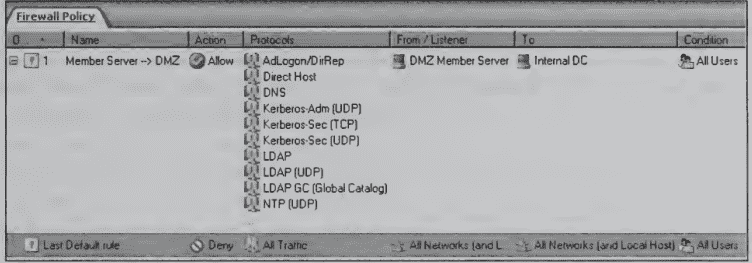 Firewall Policy
O... Name Action Protocols From / Listener To Condition
1 Member Server --> DMZ Allow AdLogon/DirRep DMZ Member Server Internal DC All Users
Direct Host
DNS
Kerberos-Adm (UDP)
Kerberos-Sec (TCP)
Kerberos-Sec (UDP)
LDAP
LDAP (UDP)
LDAP GC (Global Catalog)
NTP (UDP)
Last Default rule Deny All Traffic All Networks (and L All Networks (and Local Host) All Users